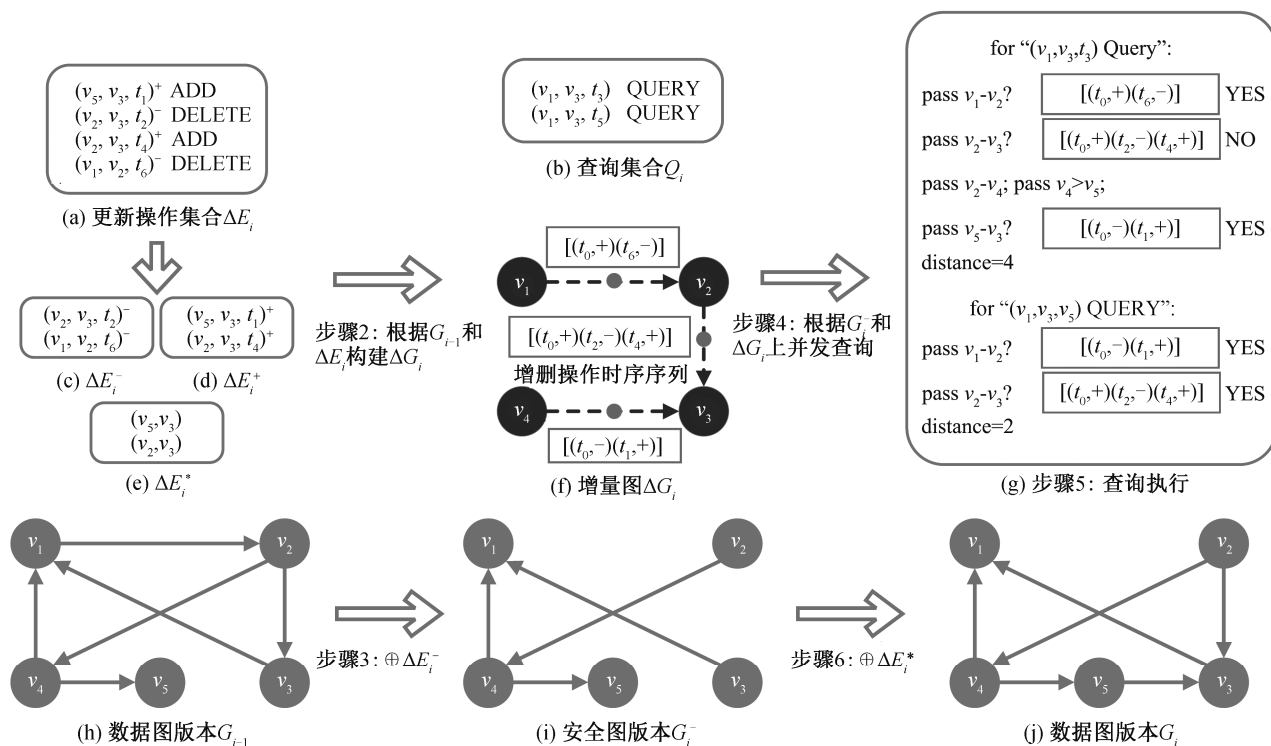 (v₅, v₃, t₁)⁺ ADD
(v₂, v₃, t₂)⁻ DELETE
(v₂, v₃, t₄)⁺ ADD
(v₁, v₂, t₆)⁻ DELETE
(a) 更新操作集合ΔEᵢ
(v₂, v₃, t₂)⁻
(v₁, v₂, t₆)⁻
(c) ΔEᵢ⁻
(v₅, v₃, t₁)⁺
(v₂, v₃, t₄)⁺
(d) ΔEᵢ⁺
(v₅,v₃)
(v₂,v₃)
(e) ΔEᵢ*
步骤2: 根据Gᵢ₋₁和
ΔEᵢ构建ΔGᵢ
(v₁, v₃, t₃) QUERY
(v₁, v₃, t₅) QUERY
(b) 查询集合Qᵢ
[(t₀,+)(t₆,−)]
v₁
v₂
[(t₀,+)(t₂,−)(t₄,+)]
增删操作时序序列
v₄
v₃
[(t₀,−)(t₁,+)]
(f) 增量图ΔGᵢ
步骤4: 根据Gᵢ⁻和
ΔGᵢ上并发查询
for “(v₁,v₃,t₃) Query”:
pass v₁-v₂? [(t₀,+)(t₆,−)] YES
pass v₂-v₃? [(t₀,+)(t₂,−)(t₄,+)] NO
pass v₂-v₄; pass v₄>v₅;
pass v₅-v₃? [(t₀,−)(t₁,+)] YES
distance=4
for “(v₁,v₃,v₅) QUERY”:
pass v₁-v₂? [(t₀,−)(t₁,+)] YES
pass v₂-v₃? [(t₀,+)(t₂,−)(t₄,+)] YES
distance=2
(g) 步骤5: 查询执行
v₁
v₂
v₄
v₅
v₃
(h) 数据图版本Gᵢ₋₁
步骤3: ⊕ΔEᵢ⁻
v₁
v₂
v₄
v₅
v₃
(i) 安全图版本Gᵢ⁻
步骤6: ⊕ΔEᵢ*
v₁
v₂
v₄
v₅
v₃
(j) 数据图版本Gᵢ